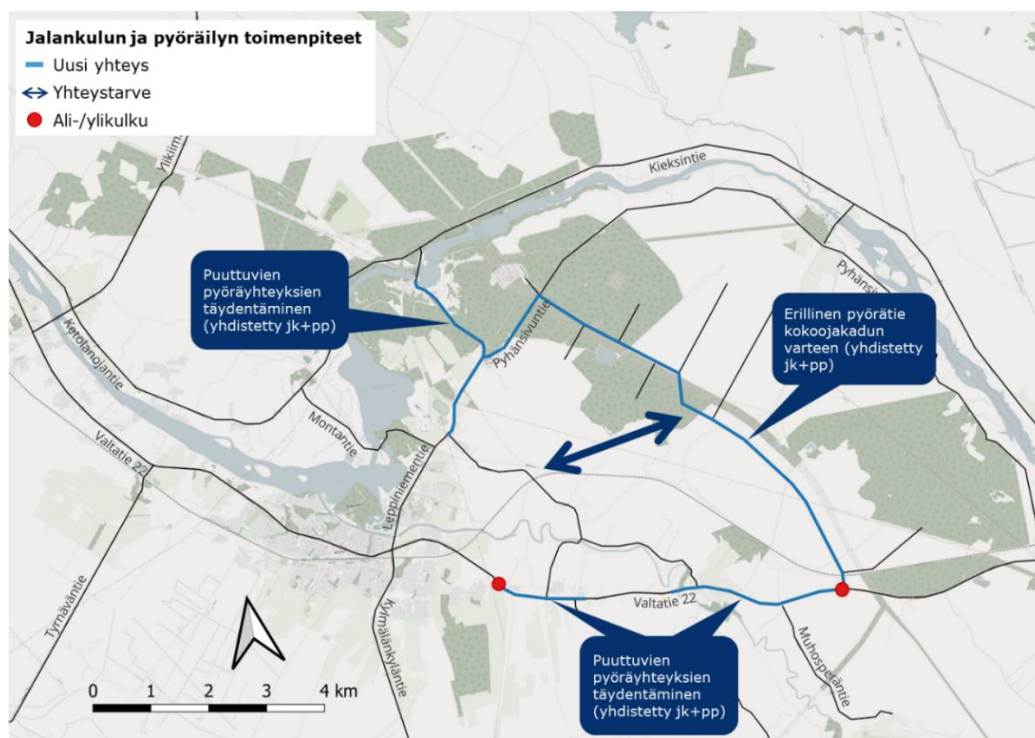 Jalankulun ja pyöräilyn toimenpiteet
Uusi yhteys
Yhteystarve
Ali-/ylikulku
Kieksintie
Puuttuvien
pyöräyhteyksien
täydentäminen
(yhdistetty jk+pp)
Pyhänsivuntie
Erillinen pyörätie
kokoojakadun
varteen (yhdistetty
jk+pp)
Ketolanojantie
Montantie
Valtatie 22
Leppiniementie
Tyrnäväntie
Kylmälänkyläntie
Valtatie 22
Muhosperäntie
Puuttuvien
pyöräyhteyksien
täydentäminen
(yhdistetty jk+pp)
0 1 2 3 4 km